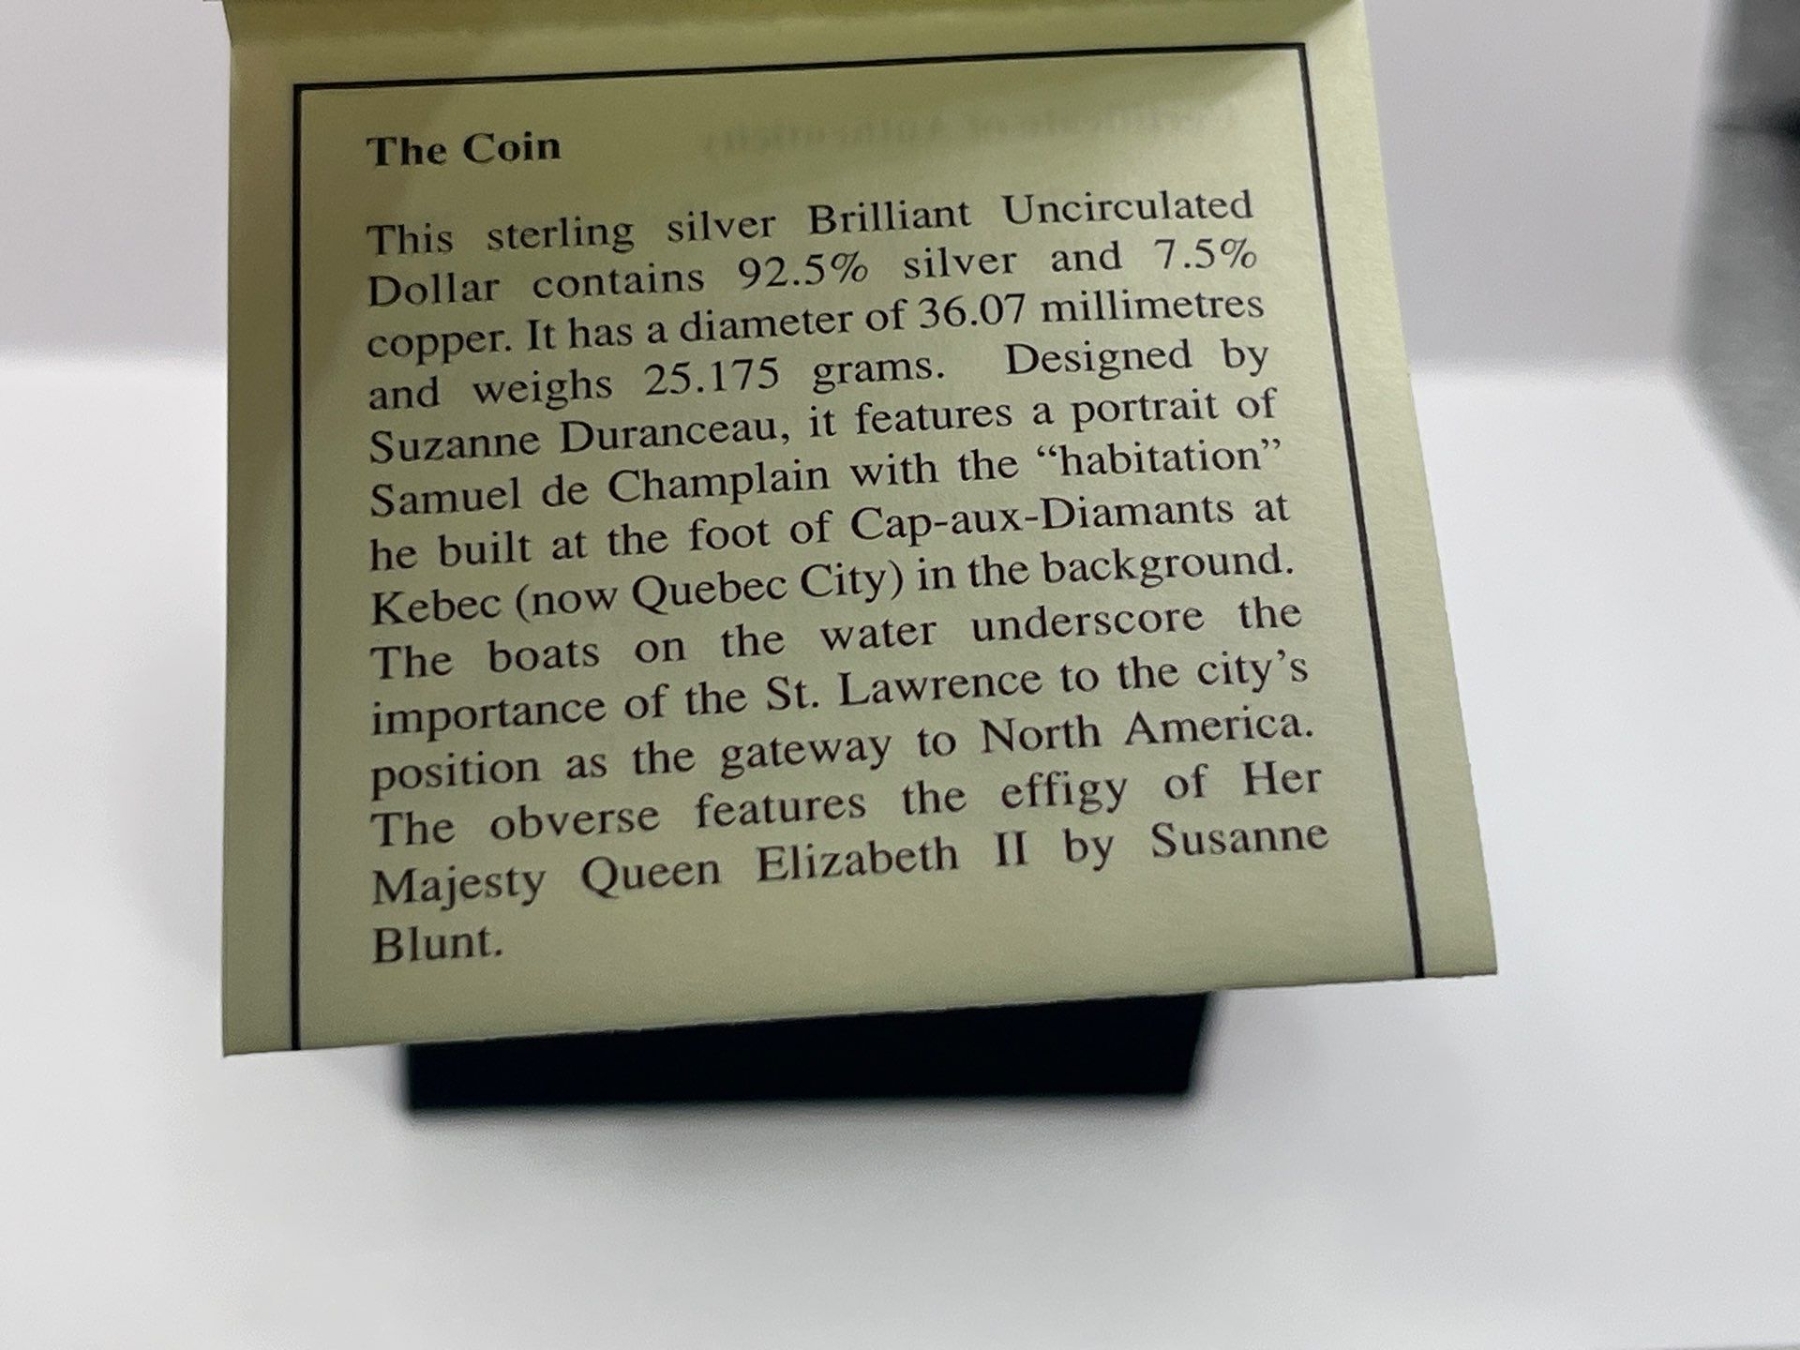 The Coin
This sterling silver Brilliant Uncirculated
Dollar contains 92.5% silver and 7.5%
copper. It has a diameter of 36.07 millimetres
and weighs 25.175 grams. Designed by
Suzanne Duranceau, it features a portrait of
Samuel de Champlain with the “habitation”
he built at the foot of Cap-aux-Diamants at
Kebec (now Quebec City) in the background.
The boats on the water underscore the
importance of the St. Lawrence to the city’s
position as the gateway to North America.
The obverse features the effigy of Her
Majesty Queen Elizabeth II by Susanne
Blunt.